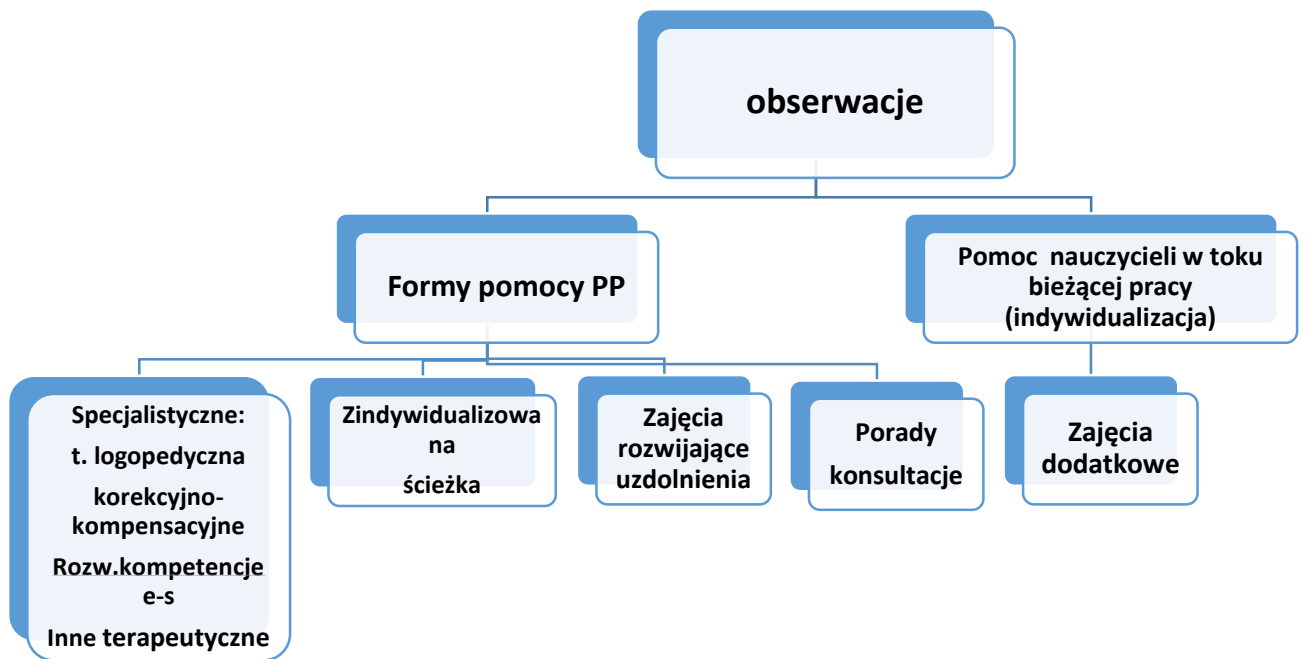 obserwacje
Formy pomocy PP
Pomoc nauczycieli w toku
bieżącej pracy
(indywidualizacja)
Specjalistyczne:
t. logopedyczna
korekcyjno-
kompensacyjne
Rozw.kompetencje
e-s
Inne terapeutyczne
Zindywidualizowa
na
ścieżka
Zajęcia
rozwijające
uzdolnienia
Porady
konsultacje
Zajęcia
dodatkowe